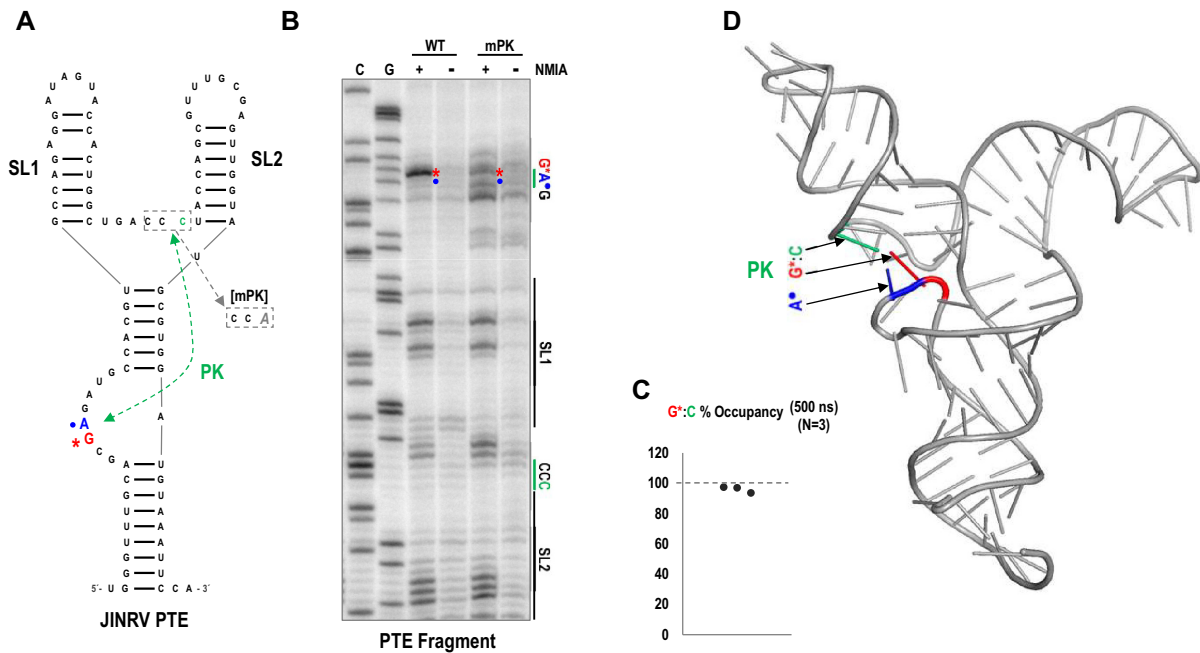 A
SL1
SL2
C U G A C C C
[mPK]
C C A
PK
A
G
*
5´- U G G U U U G C A G C G A G A U G C C A C G U
U G U A A A U U C C A - 3´
JINRV PTE
B
WT
mPK
C
G
+
-
+
-
NMIA
G*A•G
SL1
CCC
SL2
PTE Fragment
D
PK
G*:C
A•
C
G*:C % Occupancy (500 ns)
(N=3)
120
100
80
60
40
20
0